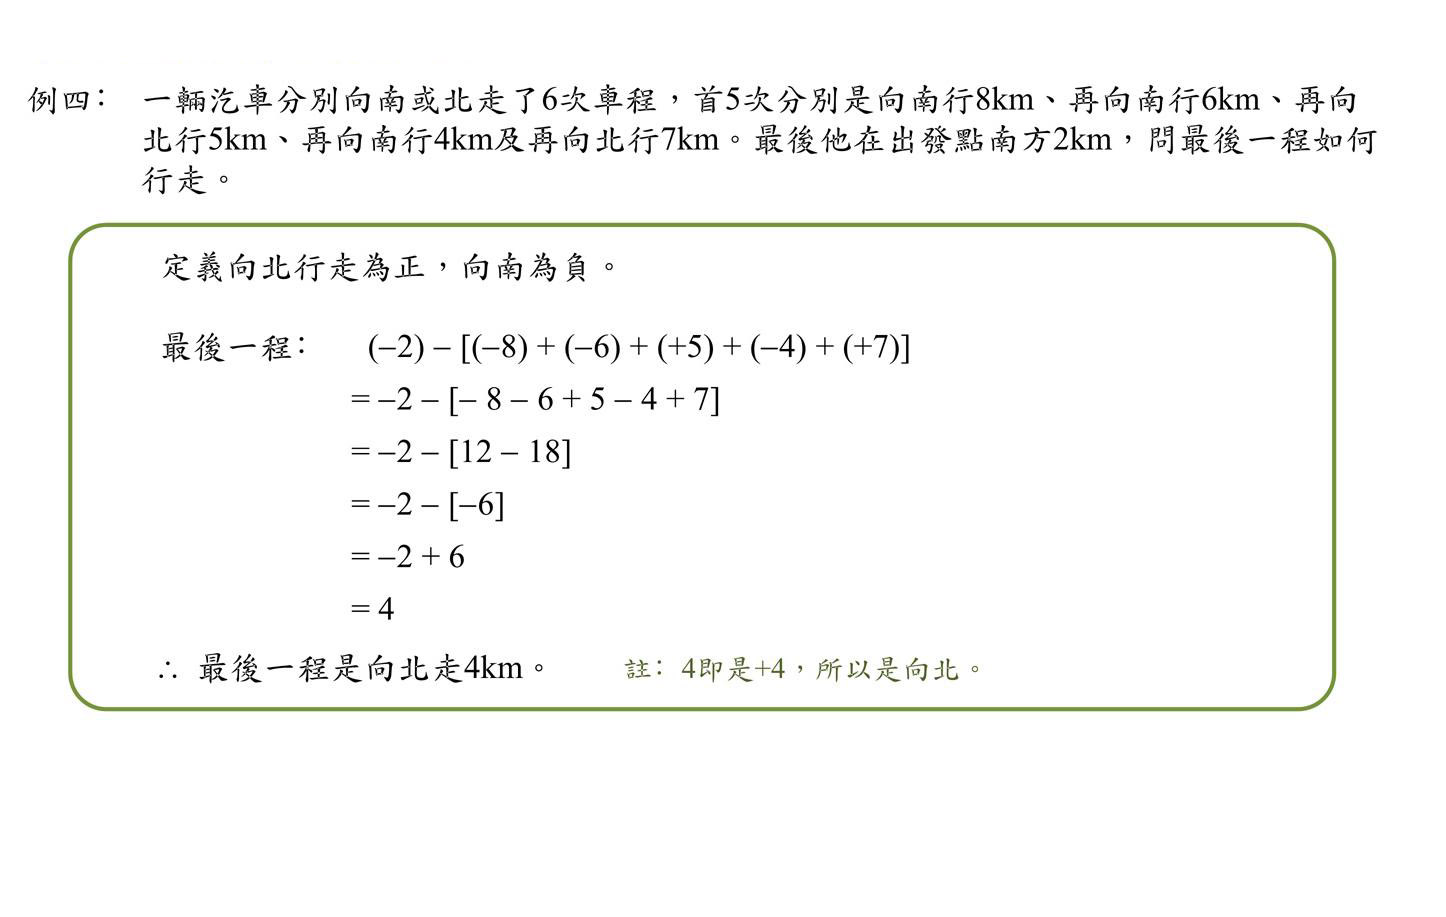 例四： 一輛汽車分別向南或北走了6次車程，首5次分別是向南行8km、再向南行6km、再向
北行5km、再向南行4km及再向北行7km。最後他在出發點南方2km，問最後一程如何
行走。
定義向北行走為正，向南為負。
最後一程： (–2) – [(–8) + (–6) + (+5) + (–4) + (+7)]
= –2 – [– 8 – 6 + 5 – 4 + 7]
= –2 – [12 – 18]
= –2 – [–6]
= –2 + 6
= 4
∴ 最後一程是向北走4km。 註：4即是+4，所以是向北。